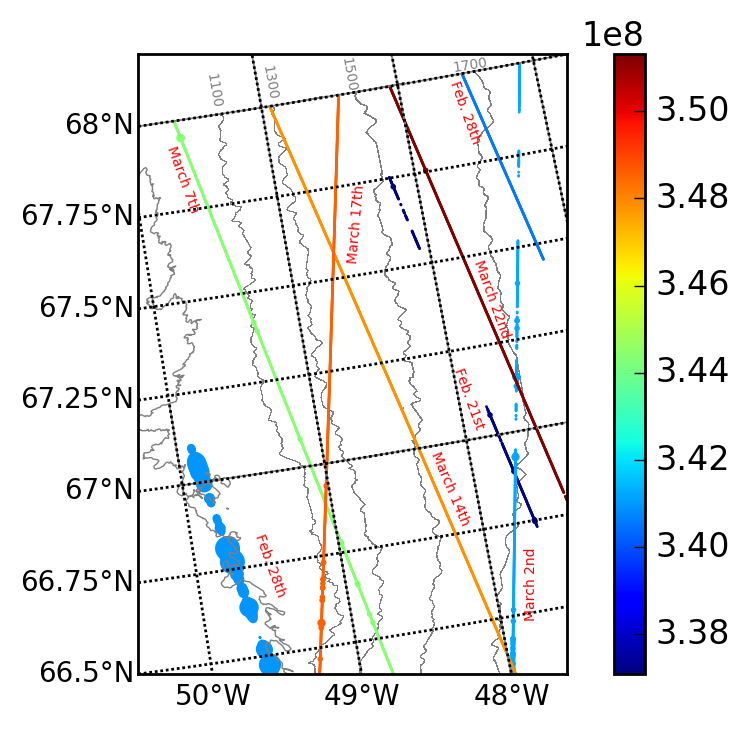 1e8
1100
1300
1500
1700
68°N
67.75°N
67.5°N
67.25°N
67°N
66.75°N
66.5°N
March 7th
March 17th
Feb. 28th
March 22nd
Feb. 21st
March 14th
Feb. 28th
March 2nd
50°W
49°W
48°W
3.50
3.48
3.46
3.44
3.42
3.40
3.38